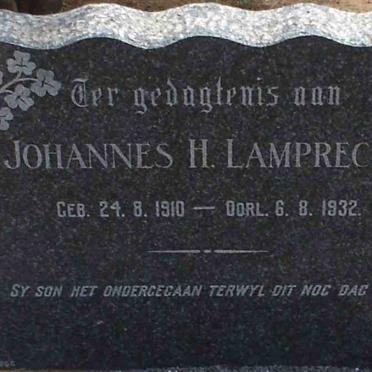 Ter gedagtenis aan
JOHANNES H. LAMPREC
GEB. 24. 8. 1910 — OORL. 6. 8. 1932.
SY SON HET ONDERGEGAAN TERWYL DIT NOG DAG